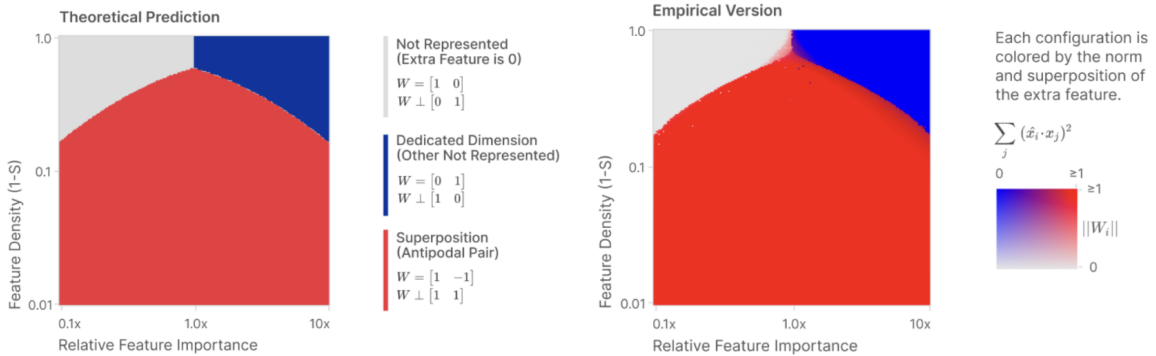 Theoretical Prediction
1.0
0.1
0.01
Feature Density (1-S)
0.1x
1.0x
10x
Relative Feature Importance
Not Represented
(Extra Feature is 0)
W = [1 0]
W ⊥ [0 1]
Dedicated Dimension
(Other Not Represented)
W = [0 1]
W ⊥ [1 0]
Superposition
(Antipodal Pair)
W = [1 −1]
W ⊥ [1 1]
Empirical Version
1.0
0.1
0.01
Feature Density (1-S)
0.1x
1.0x
10x
Relative Feature Importance
Each configuration is
colored by the norm
and superposition of
the extra feature.
∑j (x̂i·xj)²
0
≥1
≥1
||Wi||
0